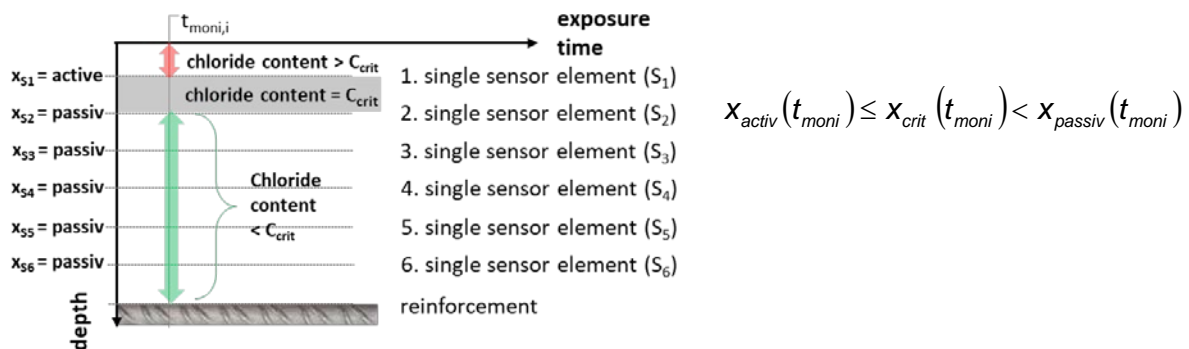 t_moni,i
exposure
time
chloride content > C_crit
x_S1 = active
1. single sensor element (S_1)
chloride content = C_crit
x_S2 = passiv
2. single sensor element (S_2)
x_activ(t_moni) ≤ x_crit(t_moni) < x_passiv(t_moni)
x_S3 = passiv
3. single sensor element (S_3)
Chloride
content
< C_crit
x_S4 = passiv
4. single sensor element (S_4)
x_S5 = passiv
5. single sensor element (S_5)
x_S6 = passiv
6. single sensor element (S_6)
reinforcement
depth